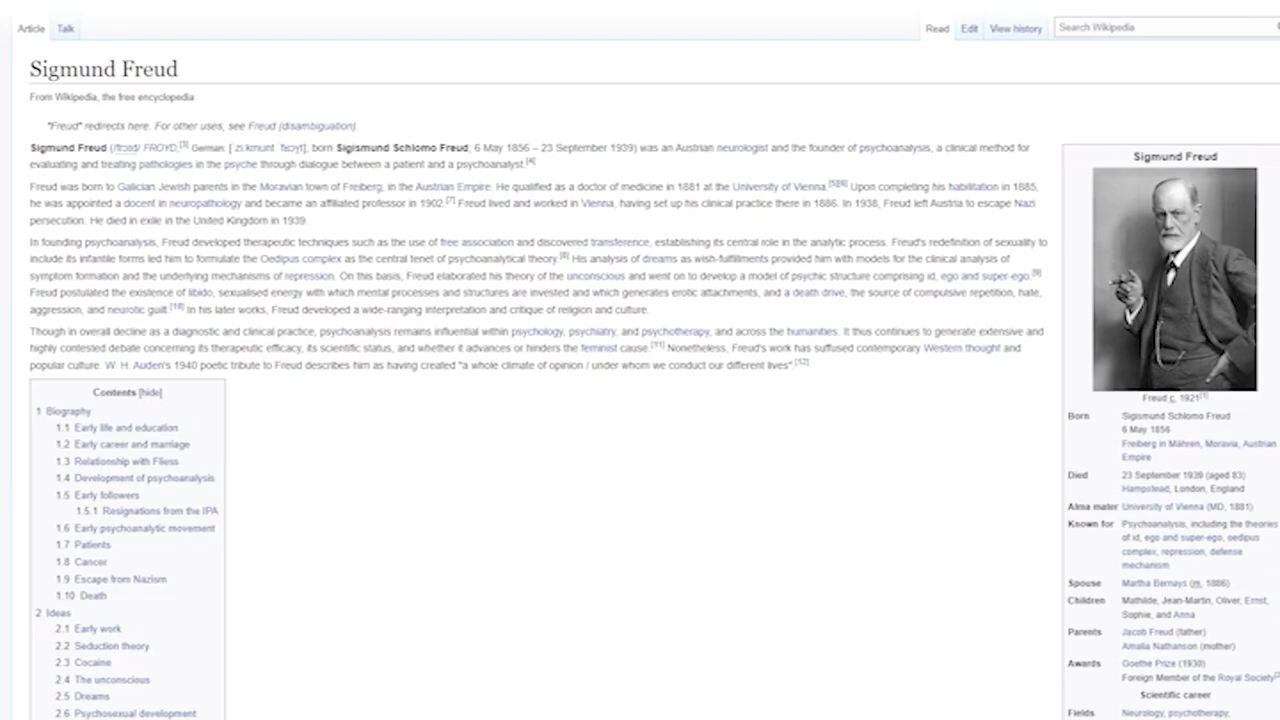 Article Talk Read Edit View history Search Wikipedia
Sigmund Freud
From Wikipedia, the free encyclopedia
"Freud" redirects here. For other uses, see Freud (disambiguation).
Sigmund Freud (/frɔɪd/ FROYD;[3] German: [ˈziːkmʊnt ˈfrɔʏt]; born Sigismund Schlomo Freud; 6 May 1856 – 23 September 1939) was an Austrian neurologist and the founder of psychoanalysis, a clinical method for
evaluating and treating pathologies in the psyche through dialogue between a patient and a psychoanalyst.[4]
Freud was born to Galician Jewish parents in the Moravian town of Freiberg, in the Austrian Empire. He qualified as a doctor of medicine in 1881 at the University of Vienna.[5][6] Upon completing his habilitation in 1885,
he was appointed a docent in neuropathology and became an affiliated professor in 1902.[7] Freud lived and worked in Vienna, having set up his clinical practice there in 1886. In 1938, Freud left Austria to escape Nazi
persecution. He died in exile in the United Kingdom in 1939.
In founding psychoanalysis, Freud developed therapeutic techniques such as the use of free association and discovered transference, establishing its central role in the analytic process. Freud's redefinition of sexuality to
include its infantile forms led him to formulate the Oedipus complex as the central tenet of psychoanalytical theory.[8] His analysis of dreams as wish-fulfillments provided him with models for the clinical analysis of
symptom formation and the underlying mechanisms of repression. On this basis, Freud elaborated his theory of the unconscious and went on to develop a model of psychic structure comprising id, ego and super-ego.[9]
Freud postulated the existence of libido, sexualised energy with which mental processes and structures are invested and which generates erotic attachments, and a death drive, the source of compulsive repetition, hate,
aggression, and neurotic guilt.[10] In his later works, Freud developed a wide-ranging interpretation and critique of religion and culture.
Though in overall decline as a diagnostic and clinical practice, psychoanalysis remains influential within psychology, psychiatry, and psychotherapy, and across the humanities. It thus continues to generate extensive and
highly contested debate concerning its therapeutic efficacy, its scientific status, and whether it advances or hinders the feminist cause.[11] Nonetheless, Freud's work has suffused contemporary Western thought and
popular culture. W. H. Auden's 1940 poetic tribute to Freud describes him as having created "a whole climate of opinion / under whom we conduct our different lives".[12]
Contents [hide]
1 Biography
1.1 Early life and education
1.2 Early career and marriage
1.3 Relationship with Fliess
1.4 Development of psychoanalysis
1.5 Early followers
1.5.1 Resignations from the IPA
1.6 Early psychoanalytic movement
1.7 Patients
1.8 Cancer
1.9 Escape from Nazism
1.10 Death
2 Ideas
2.1 Early work
2.2 Seduction theory
2.3 Cocaine
2.4 The unconscious
2.5 Dreams
2.6 Psychosexual development
Sigmund Freud
Freud c. 1921[1]
Born Sigismund Schlomo Freud
6 May 1856
Freiberg in Mähren, Moravia, Austrian
Empire
Died 23 September 1939 (aged 83)
Hampstead, London, England
Alma mater University of Vienna (MD, 1881)
Known for Psychoanalysis, including the theories
of id, ego and super-ego, oedipus
complex, repression, defense
mechanism
Spouse Martha Bernays (m. 1886)
Children Mathilde, Jean-Martin, Oliver, Ernst,
Sophie, and Anna
Parents Jacob Freud (father)
Amalia Nathanson (mother)
Awards Goethe Prize (1930)
Foreign Member of the Royal Society
Scientific career
Fields Neurology, psychotherapy,